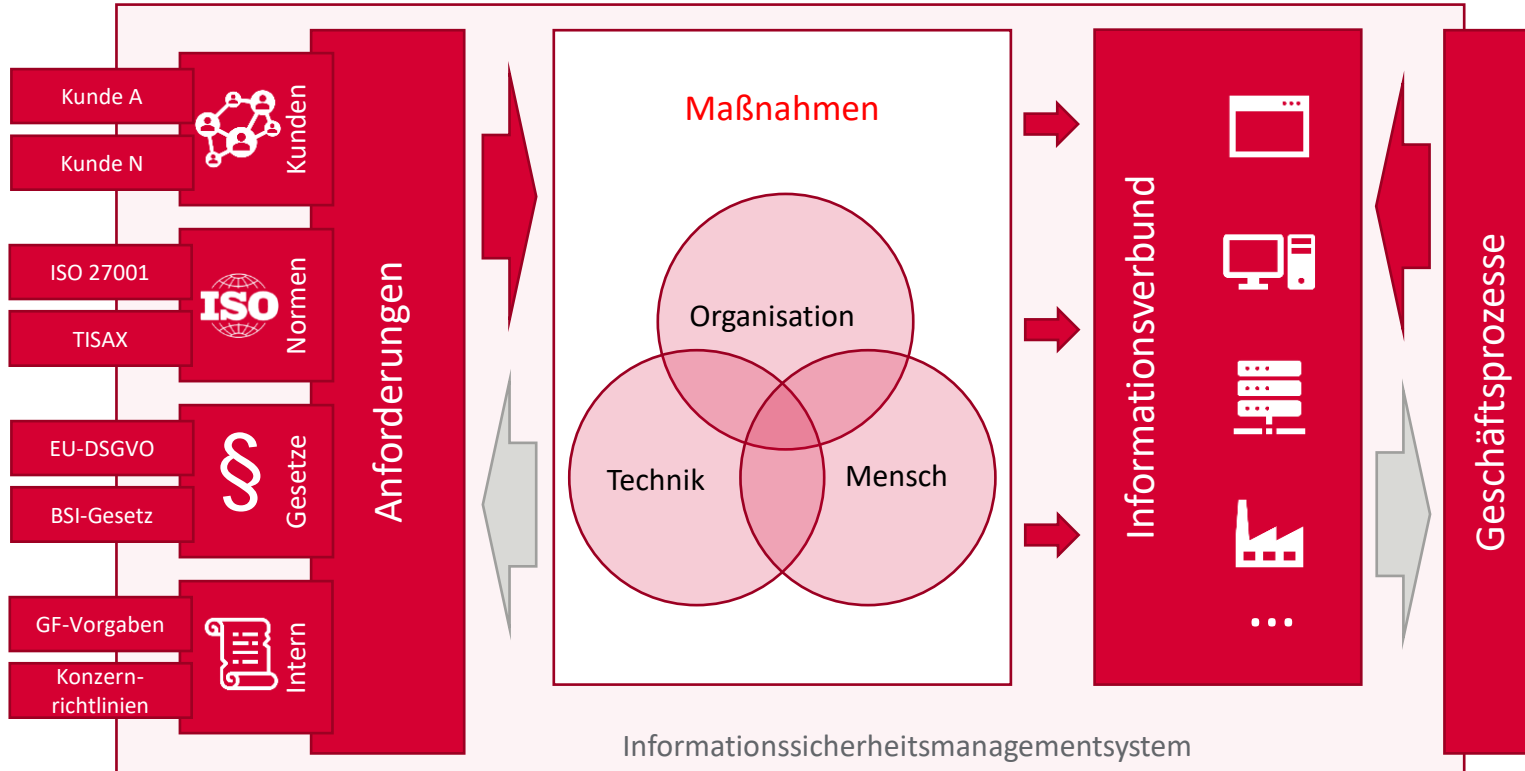 Kunde A
Kunde N
Kunden
ISO 27001
TISAX
ISO
Normen
EU-DSGVO
BSI-Gesetz
§
Gesetze
GF-Vorgaben
Konzern-
richtlinien
Intern
Anforderungen
Maßnahmen
Organisation
Technik
Mensch
Informationsverbund
...
Geschäftsprozesse
Informationssicherheitsmanagementsystem